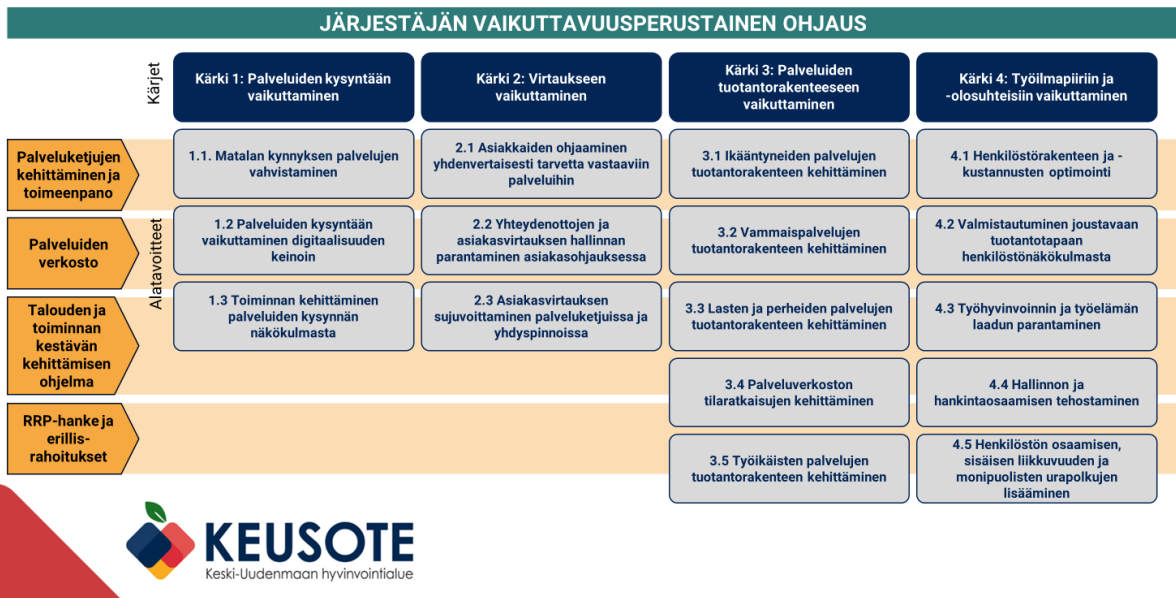 JÄRJESTÄJÄN VAIKUTTAVUUSPERUSTAINEN OHJAUS
Kärjet
Kärki 1: Palveluiden kysyntään
vaikuttaminen
Kärki 2: Virtaukseen
vaikuttaminen
Kärki 3: Palveluiden
tuotantorakenteeseen
vaikuttaminen
Kärki 4: Työilmapiiriin ja
-olosuhteisiin vaikuttaminen
Palveluketjujen
kehittäminen ja
toimeenpano
Palveluiden
verkosto
Talouden ja
toiminnan
kestävän
kehittämisen
ohjelma
RRP-hanke ja
erillis-
rahoitukset
Alatavoitteet
1.1. Matalan kynnyksen palvelujen
vahvistaminen
1.2 Palveluiden kysyntään
vaikuttaminen digitaalisuuden
keinoin
1.3 Toiminnan kehittäminen
palveluiden kysynnän
näkökulmasta
2.1 Asiakkaiden ohjaaminen
yhdenvertaisesti tarvetta vastaaviin
palveluihin
2.2 Yhteydenottojen ja
asiakasvirtauksen hallinnan
parantaminen asiakasohjauksessa
2.3 Asiakasvirtauksen
sujuvoittaminen palveluketjuissa ja
yhdyspinnoissa
3.1 Ikääntyneiden palvelujen
tuotantorakenteen kehittäminen
3.2 Vammaispalvelujen
tuotantorakenteen kehittäminen
3.3 Lasten ja perheiden palvelujen
tuotantorakenteen kehittäminen
3.4 Palveluverkoston
tilaratkaisujen kehittäminen
3.5 Työikäisten palvelujen
tuotantorakenteen kehittäminen
4.1 Henkilöstörakenteen ja -
kustannusten optimointi
4.2 Valmistautuminen joustavaan
tuotantotapaan
henkilöstönäkökulmasta
4.3 Työhyvinvoinnin ja työelämän
laadun parantaminen
4.4 Hallinnon ja
hankintaosaamisen tehostaminen
4.5 Henkilöstön osaamisen,
sisäisen liikkuvuuden ja
monipuolisten urapolkujen
lisääminen
KEUSOTE
Keski-Uudenmaan hyvinvointialue